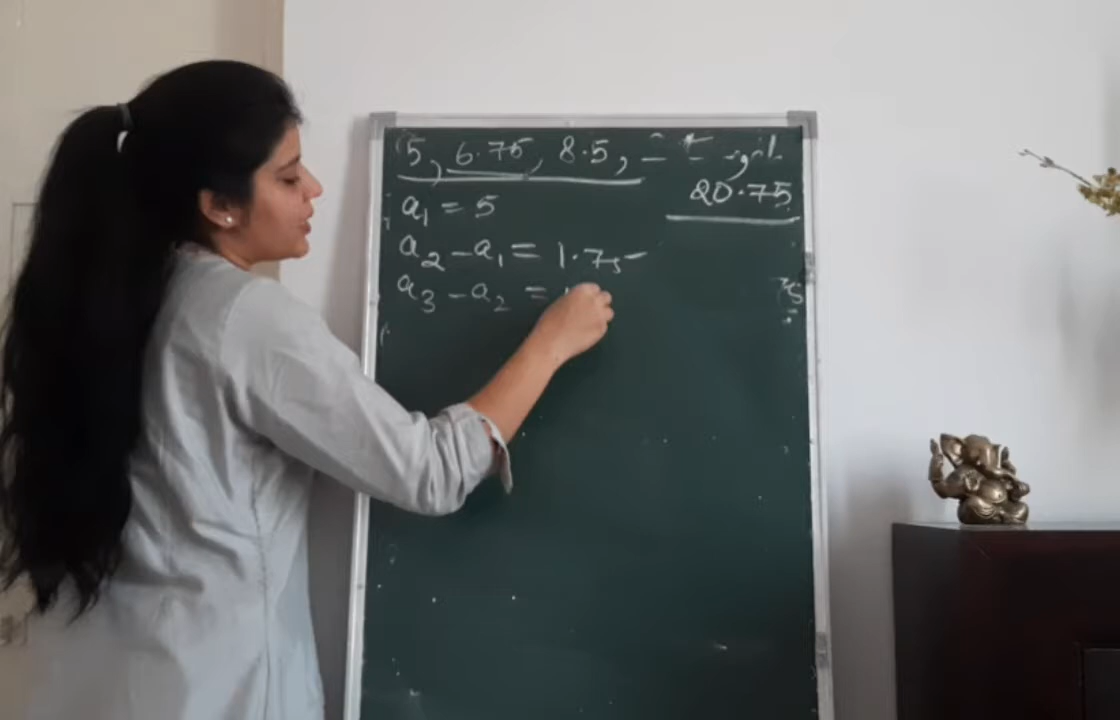 5, 6.75, 8.5, -
20.75
a₁ = 5
a₂ - a₁ = 1.75
a₃ - a₂ =